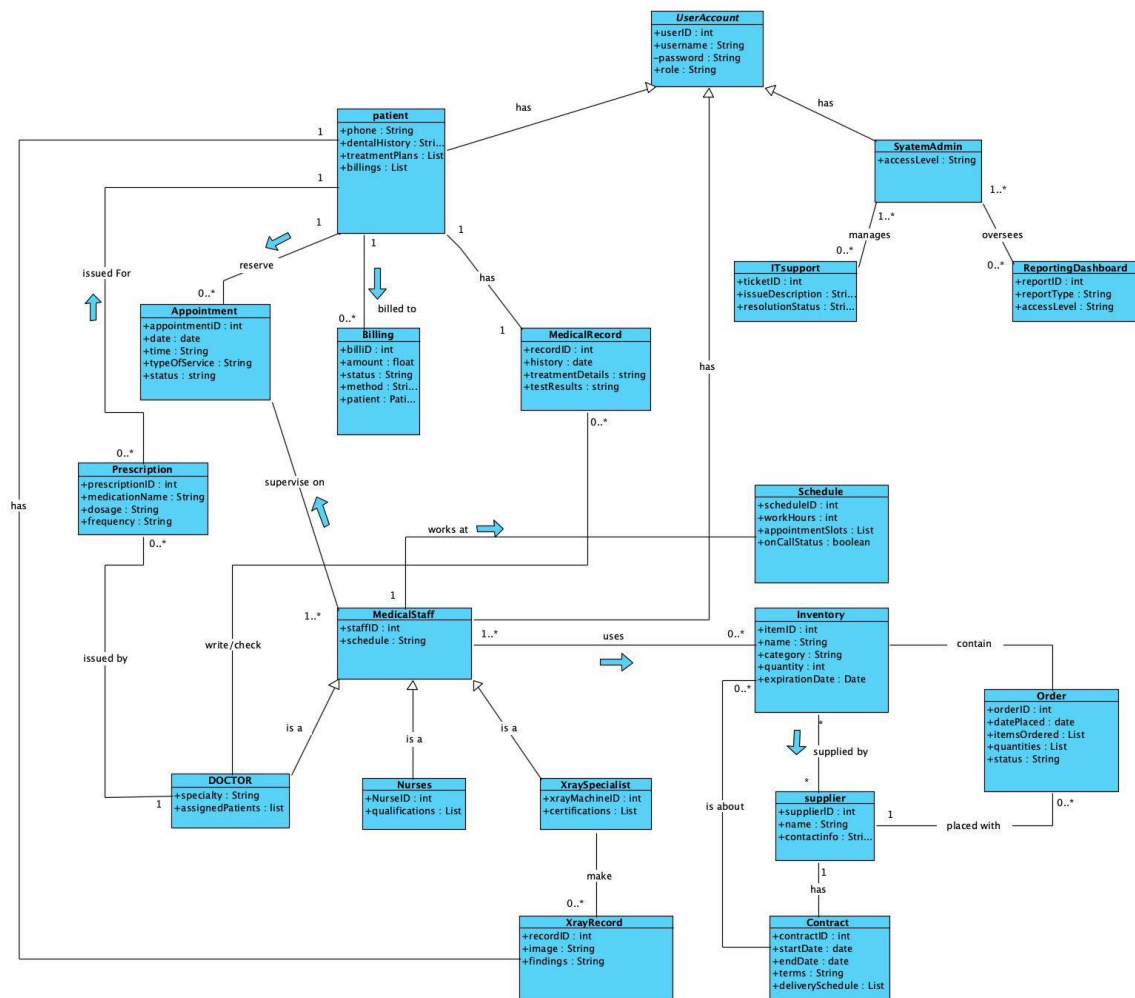 UserAccount
+userID : int
+username : String
-password : String
+role : String
has
has
patient
+phone : String
+dentalHistory : Stri...
+treatmentPlans : List
+billings : List
1
1
1
1
1
SyatemAdmin
+accessLevel : String
1..*
1..*
manages
oversees
0..*
0..*
ITsupport
+ticketID : int
+issueDescription : Stri...
+resolutionStatus : Stri...
ReportingDashboard
+reportID : int
+reportType : String
+accessLevel : String
reserve
has
issued For
billed to
0..*
0..*
1
Appointment
+appointmentiD : int
+date : date
+time : String
+typeOfService : String
+status : string
Billing
+billiD : int
+amount : float
+status : String
+method : Stri...
+patient : Pati...
MedicalRecord
+recordID : int
+history : date
+treatmentDetails : string
+testResults : string
0..*
has
0..*
Prescription
+prescriptionID : int
+medicationName : String
+dosage : String
+frequency : String
0..*
supervise on
has
works at
Schedule
+scheduleID : int
+workHours : int
+appointmentSlots : List
+onCallStatus : boolean
1
1..*
MedicalStaff
+staffID : int
+schedule : String
1..*
uses
0..*
Inventory
+itemID : int
+name : String
+category : String
+quantity : int
+expirationDate : Date
0..*
contain
issued by
write/check
Order
+orderID : int
+datePlaced : date
+itemsOrdered : List
+quantities : List
+status : String
0..*
is a
is a
is a
*
supplied by
*
DOCTOR
+specialty : String
+assignedPatients : list
1
Nurses
+NurseID : int
+qualifications : List
XraySpecialist
+xrayMachineID : int
+certifications : List
is about
supplier
+supplierID : int
+name : String
+contactinfo : Stri...
1
placed with
1
has
make
0..*
XrayRecord
+recordID : int
+image : String
+findings : String
Contract
+contractID : int
+startDate : date
+endDate : date
+terms : String
+deliverySchedule : List